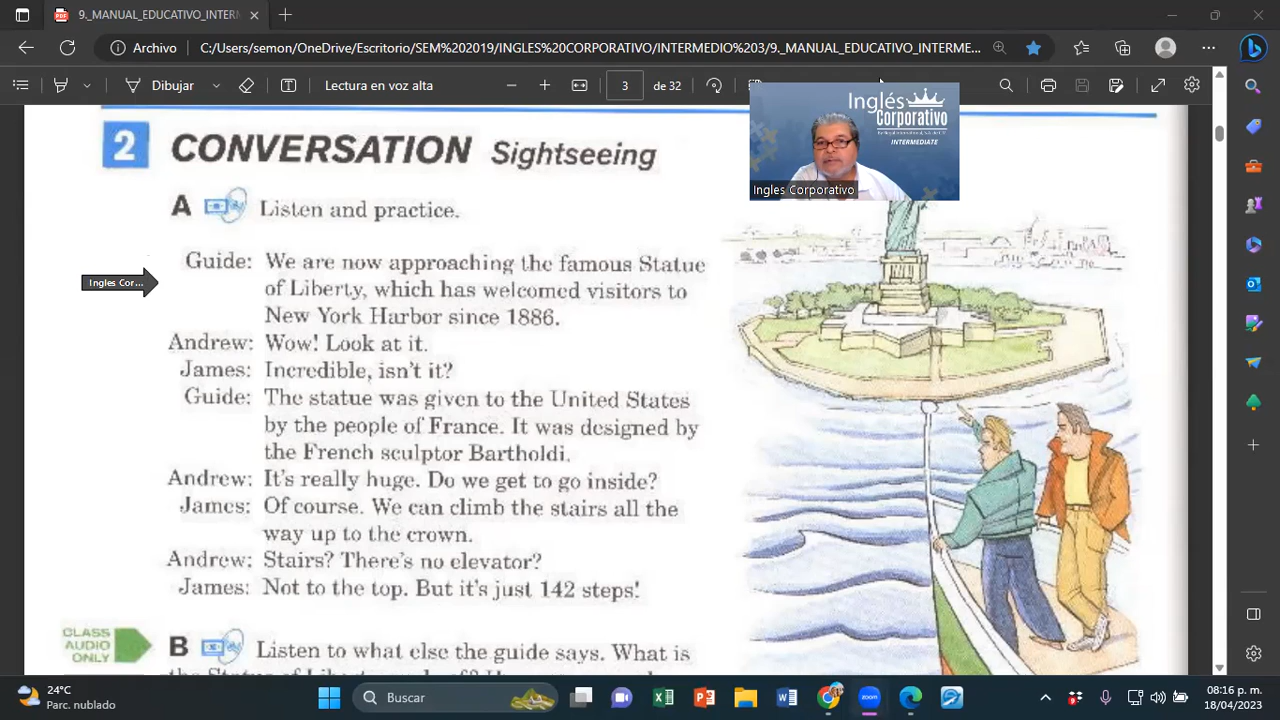 9._MANUAL_EDUCATIVO_INTERM
Archivo
C:/Users/semon/OneDrive/Escritorio/SEM%202019/INGLES%20CORPORATIVO/INTERMEDIO%203/9._MANUAL_EDUCATIVO_INTERME...
Dibujar
Lectura en voz alta
3
de 32
2 CONVERSATION Sightseeing
Inglés
Corporativo
INTERMEDIATE
Ingles Corporativo
A Listen and practice.
Ingles Cor...
Guide: We are now approaching the famous Statue
of Liberty, which has welcomed visitors to
New York Harbor since 1886.
Andrew: Wow! Look at it.
James: Incredible, isn't it?
Guide: The statue was given to the United States
by the people of France. It was designed by
the French sculptor Bartholdi.
Andrew: It's really huge. Do we get to go inside?
James: Of course. We can climb the stairs all the
way up to the crown.
Andrew: Stairs? There's no elevator?
James: Not to the top. But it's just 142 steps!
CLASS
AUDIO
ONLY
B Listen to what else the guide says. What is
24°C
Parc. nublado
Buscar
08:16 p. m.
18/04/2023